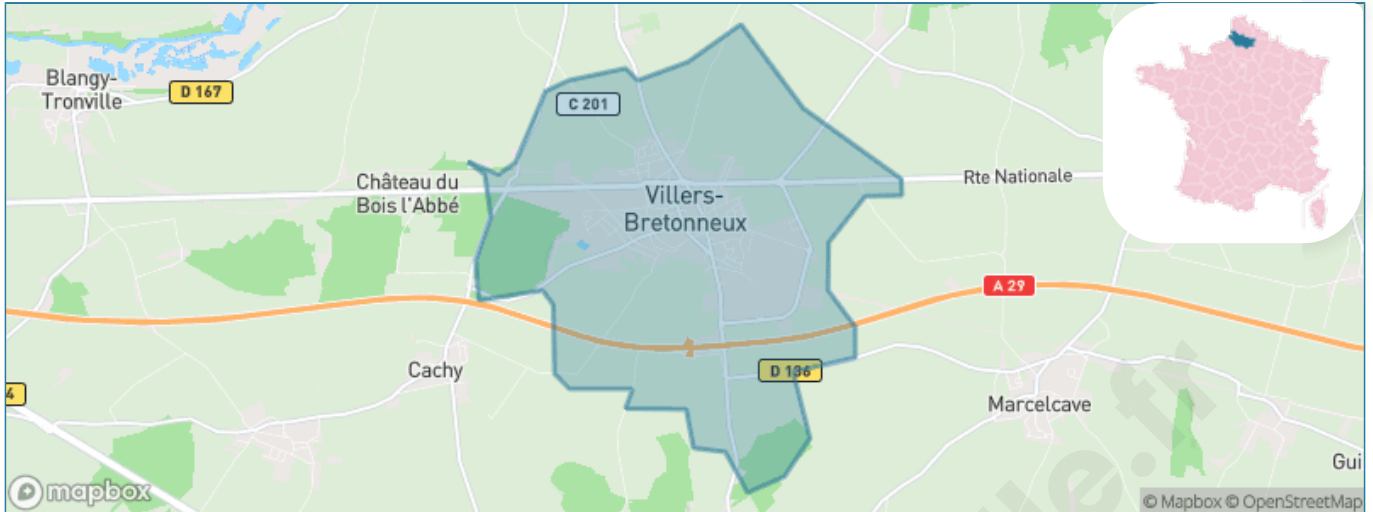 Blangy-
Tronville
D 167
C 201
Château du
Bois l'Abbé
Villers-
Bretonneux
Rte Nationale
A 29
Cachy
D 136
4
Marcelcave
Gui
mapbox
© Mapbox © OpenStreetMap